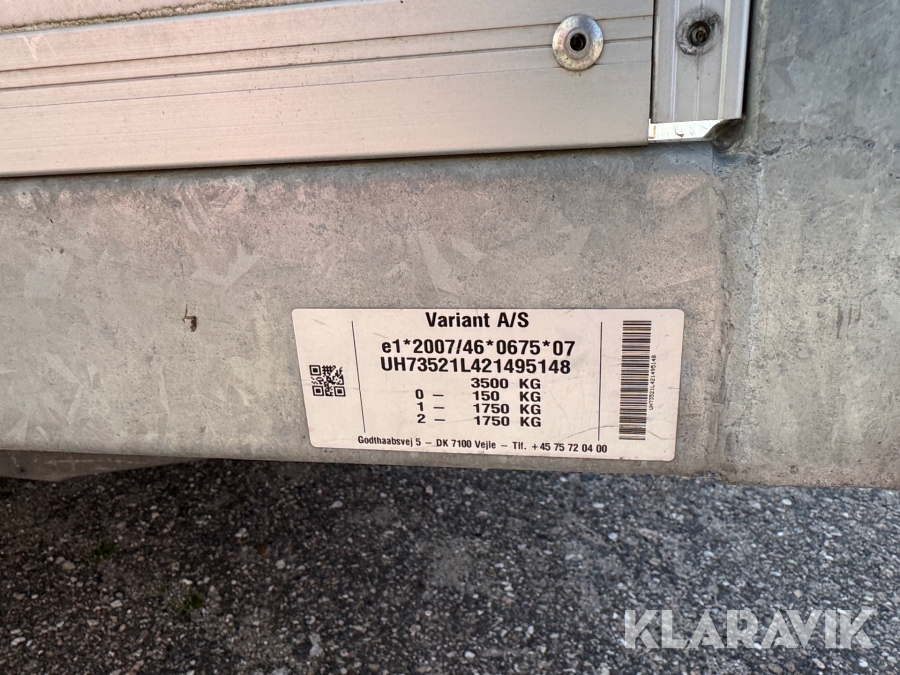 Variant A/S
e1*2007/46*0675*07
UH73521L421495148
3500 KG
0 – 150 KG
1 – 1750 KG
2 – 1750 KG
Godthaabsvej 5 – DK 7100 Vejle – Tlf. +45 75 72 04 00
UH73521L421495148
KLARAVIK